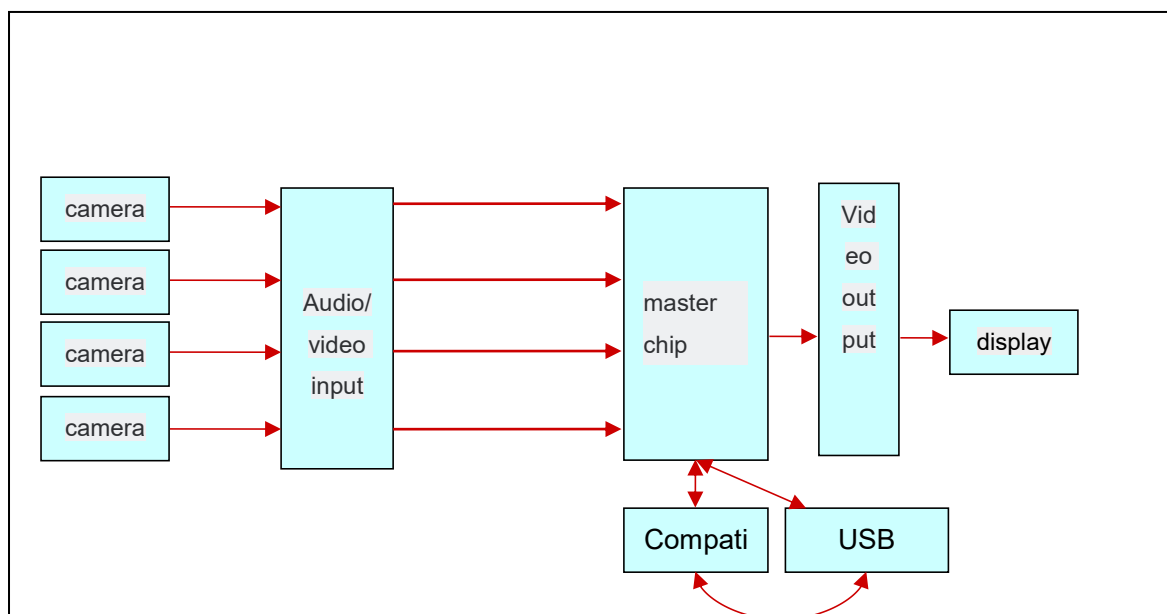 camera
camera
camera
camera
Audio/
video
input
master
chip
Vid
eo
out
put
display
Compati
USB